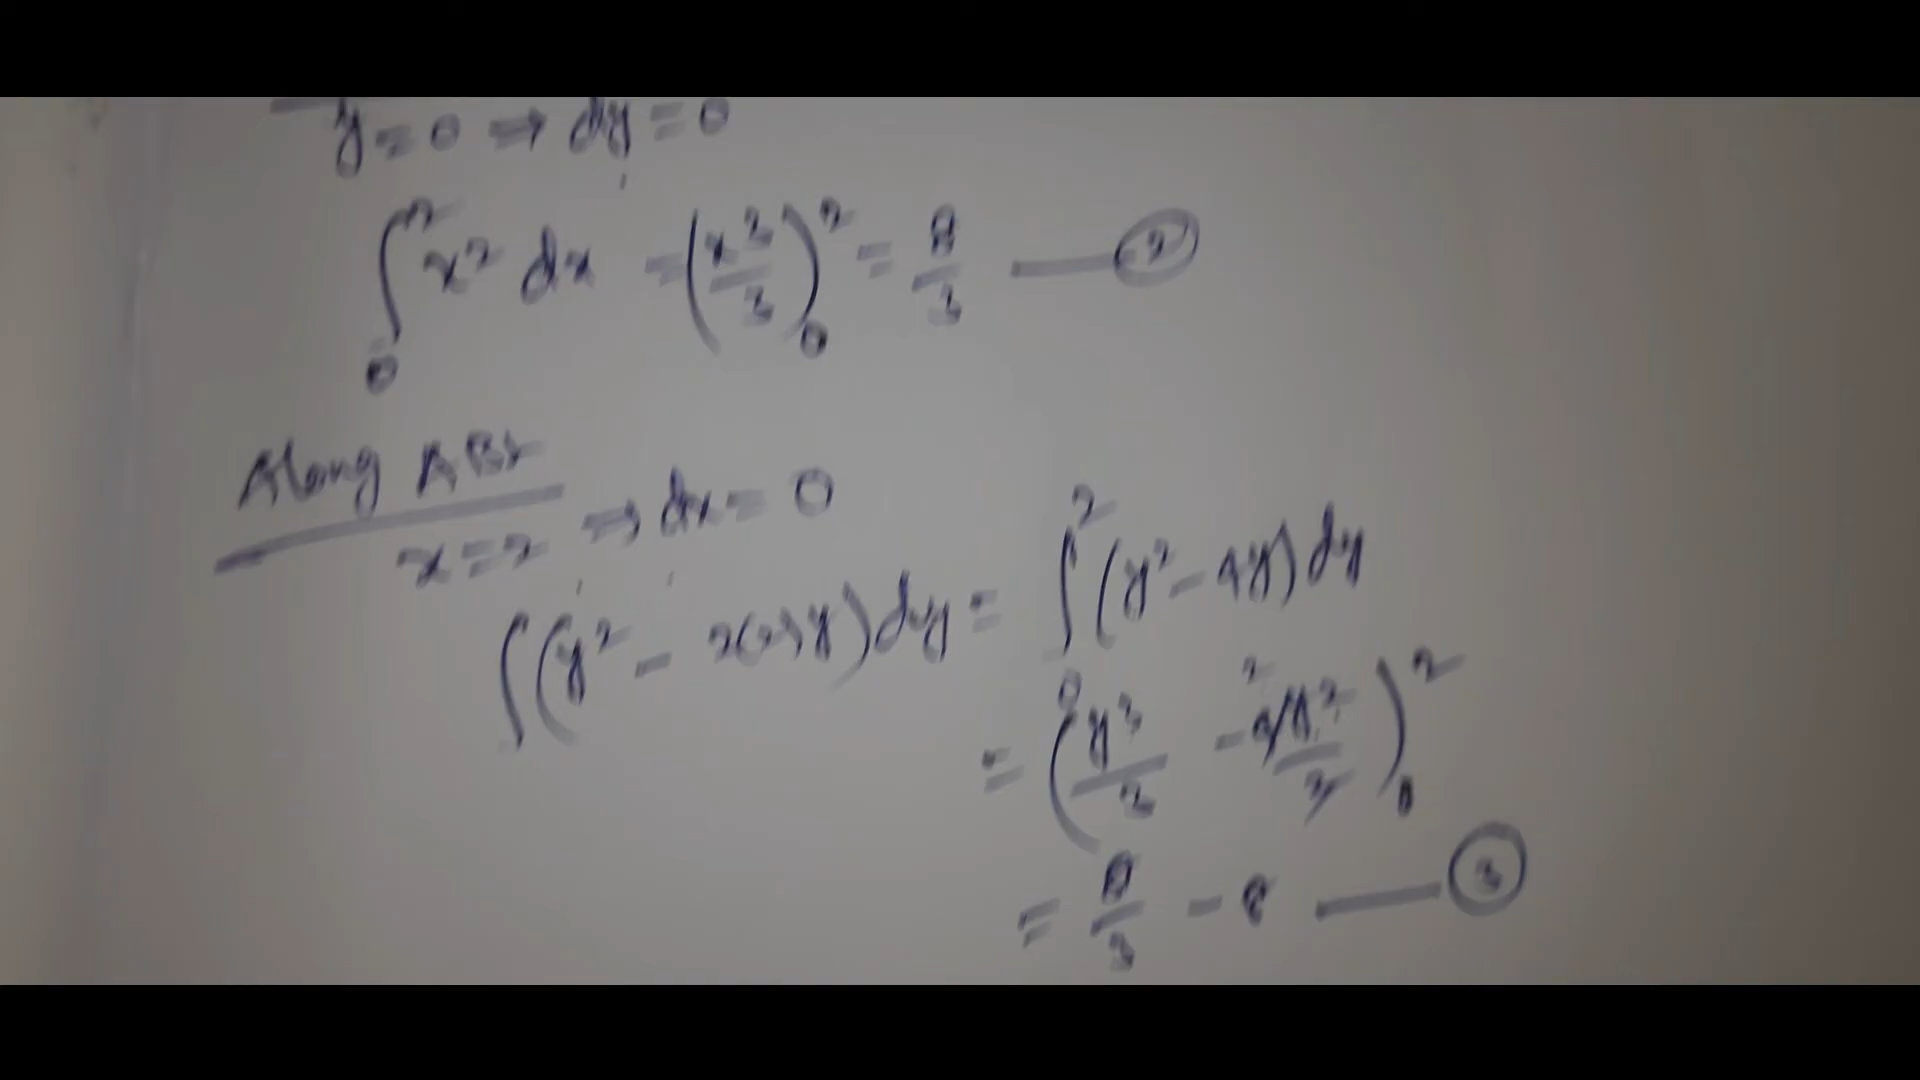 y = 0 ⇒ dy = 0
∫₀² x² dx = (x³/3)₀² = 8/3 —— ②
Along AB:
x = 2 ⇒ dx = 0
∫(y² - 2(2)y)dy = ∫₀² (y² - 4y)dy
= (y³/3 - 4y²/2)₀²
= 8/3 - 8 —— ③